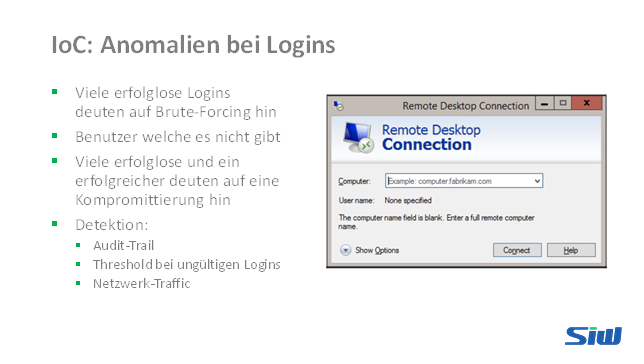 IoC: Anomalien bei Logins
Viele erfolglose Logins
deuten auf Brute-Forcing hin
Benutzer welche es nicht gibt
Viele erfolglose und ein
erfolgreicher deuten auf eine
Kompromittierung hin
Detektion:
Audit-Trail
Threshold bei ungültigen Logins
Netzwerk-Traffic
Remote Desktop Connection
Remote Desktop
Connection
Computer: Example: computer.fabrikam.com
User name: None specified
The computer name field is blank. Enter a full remote computer
name.
Show Options Connect Help
SiW